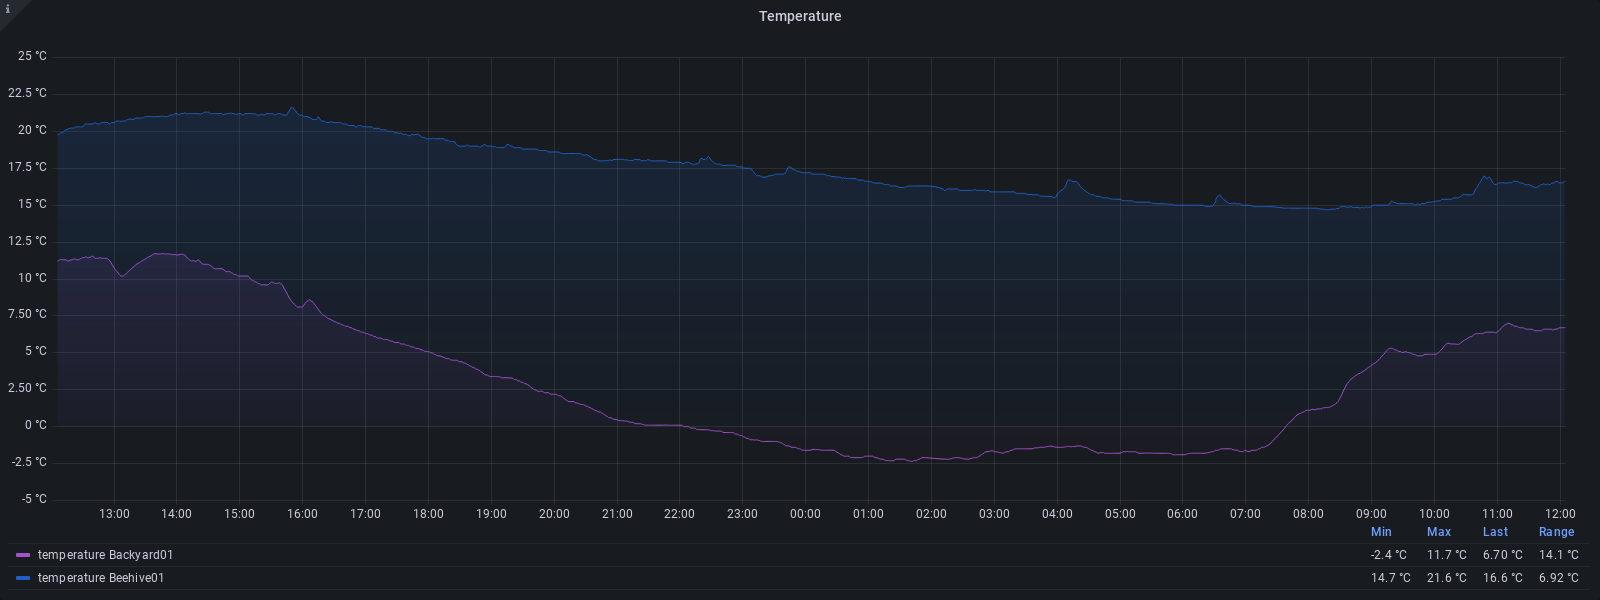 i
Temperature
25 °C
22.5 °C
20 °C
17.5 °C
15 °C
12.5 °C
10 °C
7.50 °C
5 °C
2.50 °C
0 °C
-2.5 °C
-5 °C
13:00 14:00 15:00 16:00 17:00 18:00 19:00 20:00 21:00 22:00 23:00 00:00 01:00 02:00 03:00 04:00 05:00 06:00 07:00 08:00 09:00 10:00 11:00 12:00
Min Max Last Range
temperature Backyard01 -2.4 °C 11.7 °C 6.70 °C 14.1 °C
temperature Beehive01 14.7 °C 21.6 °C 16.6 °C 6.92 °C